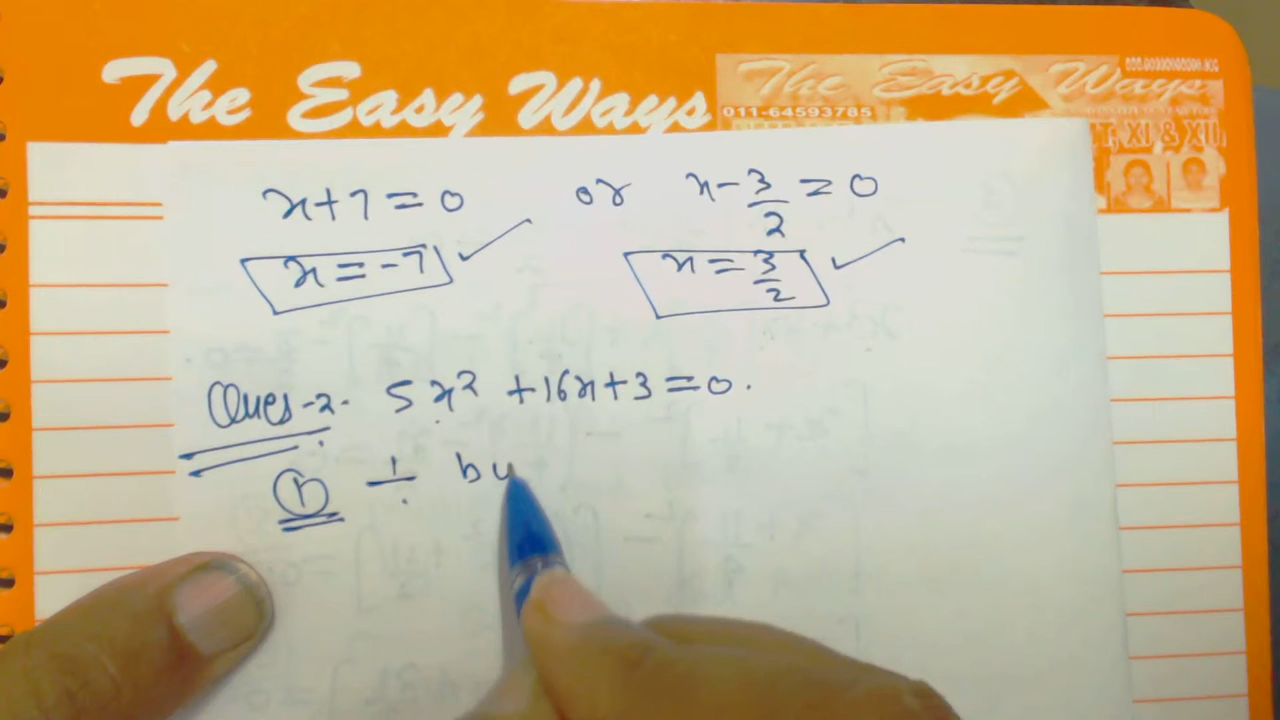 The Easy Ways
The Easy Ways
011-64593785
T, XI & XII
x+7=0 or x-3/2=0
x=-7 x=3/2
Ques-2. 5x² +16x+3=0.
① ÷ by